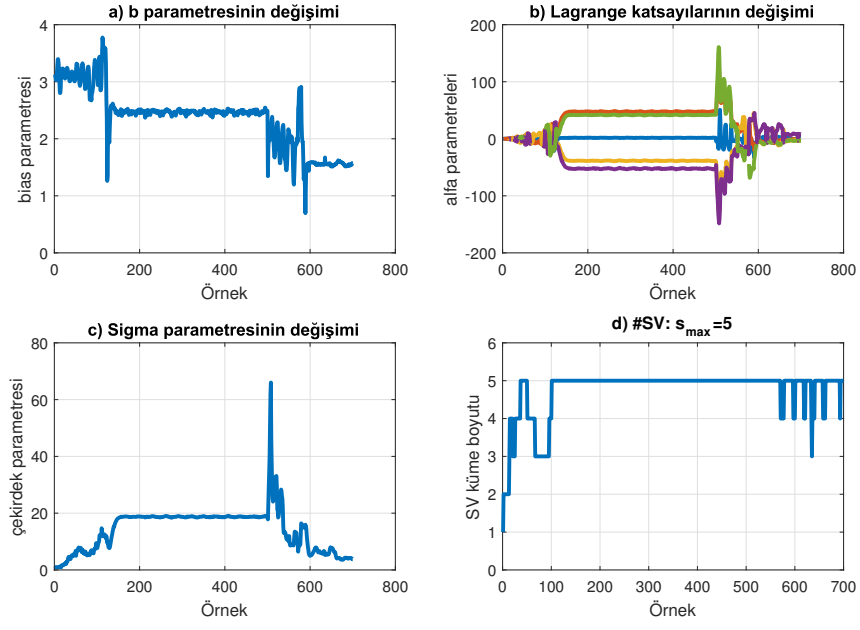 a) b parametresinin değişimi
bias parametresi
4
3
2
1
0
0 200 400 600 800
Örnek
b) Lagrange katsayılarının değişimi
alfa parametreleri
200
100
0
-100
-200
0 200 400 600 800
Örnek
c) Sigma parametresinin değişimi
çekirdek parametresi
80
60
40
20
0
0 200 400 600 800
Örnek
d) #SV: s_max=5
SV küme boyutu
6
5
4
3
2
1
0
0 100 200 300 400 500 600 700
Örnek